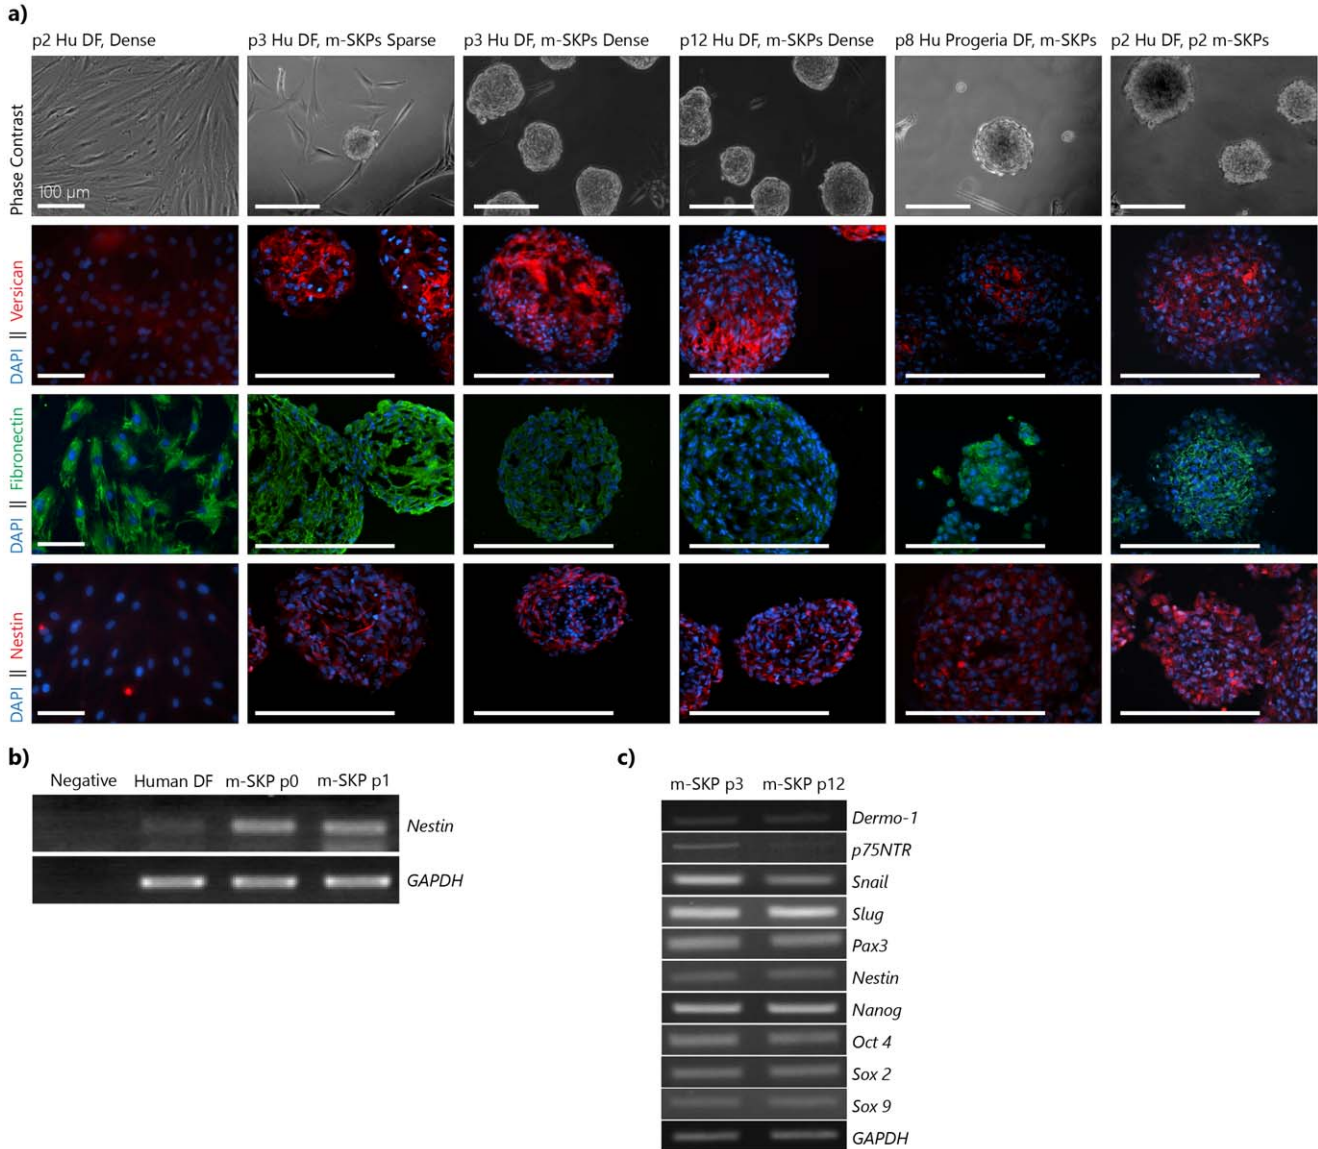 a)
p2 Hu DF, Dense
p3 Hu DF, m-SKPs Sparse
p3 Hu DF, m-SKPs Dense
p12 Hu DF, m-SKPs Dense
p8 Hu Progeria DF, m-SKPs
p2 Hu DF, p2 m-SKPs
Phase Contrast
100 µm
DAPI || Versican
DAPI || Fibronectin
DAPI || Nestin
b)
Negative
Human DF
m-SKP p0
m-SKP p1
Nestin
GAPDH
c)
m-SKP p3
m-SKP p12
Dermo-1
p75NTR
Snail
Slug
Pax3
Nestin
Nanog
Oct 4
Sox 2
Sox 9
GAPDH